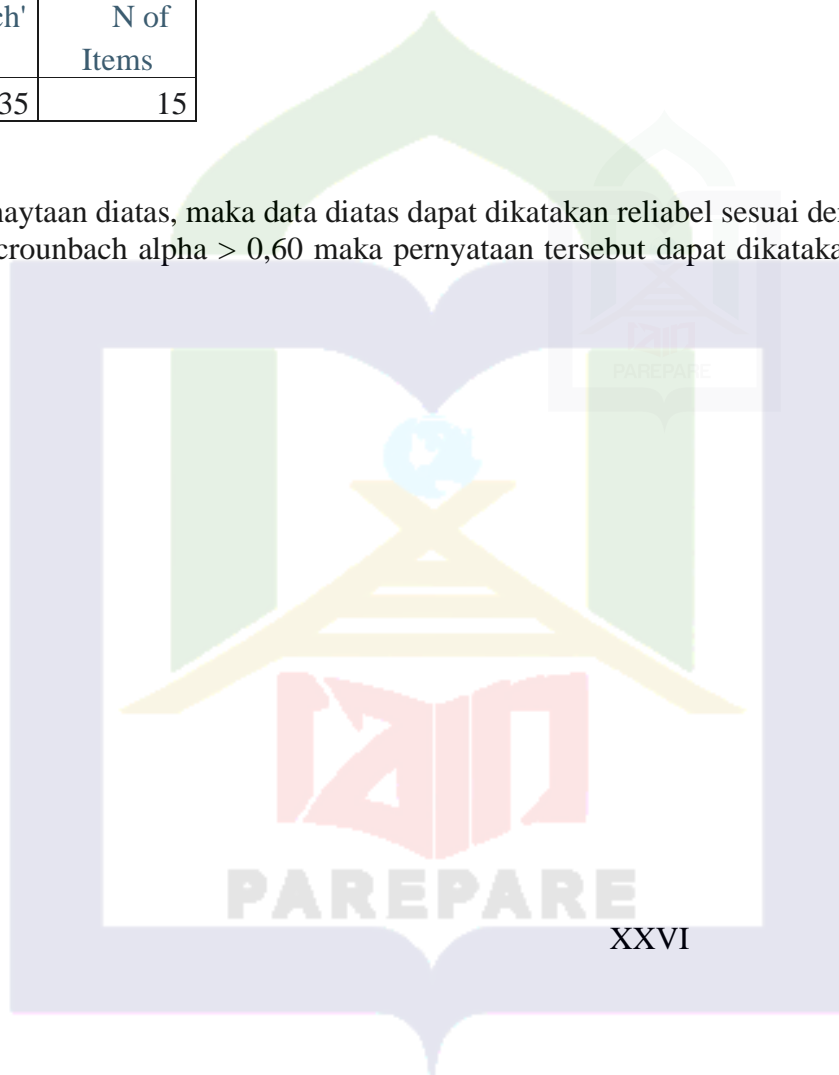 ch' N of
Items
35 15
naytaan diatas, maka data diatas dapat dikatakan reliabel sesuai de
crounbach alpha > 0,60 maka pernyataan tersebut dapat dikataka
PAREPARE
PAREPARE
XXVI